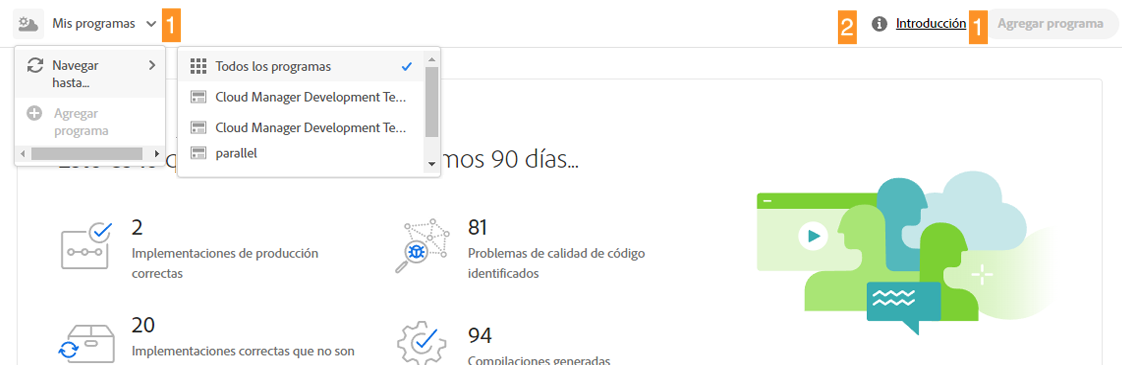 Mis programas
1
2
Introducción
1
Agregar programa
Navegar
hasta...
Agregar
programa
Todos los programas
Cloud Manager Development Te...
Cloud Manager Development Te...
parallel
mos 90 días...
2
Implementaciones de producción
correctas
81
Problemas de calidad de código
identificados
20
Implementaciones correctas que no son
94
Compilaciones generadas